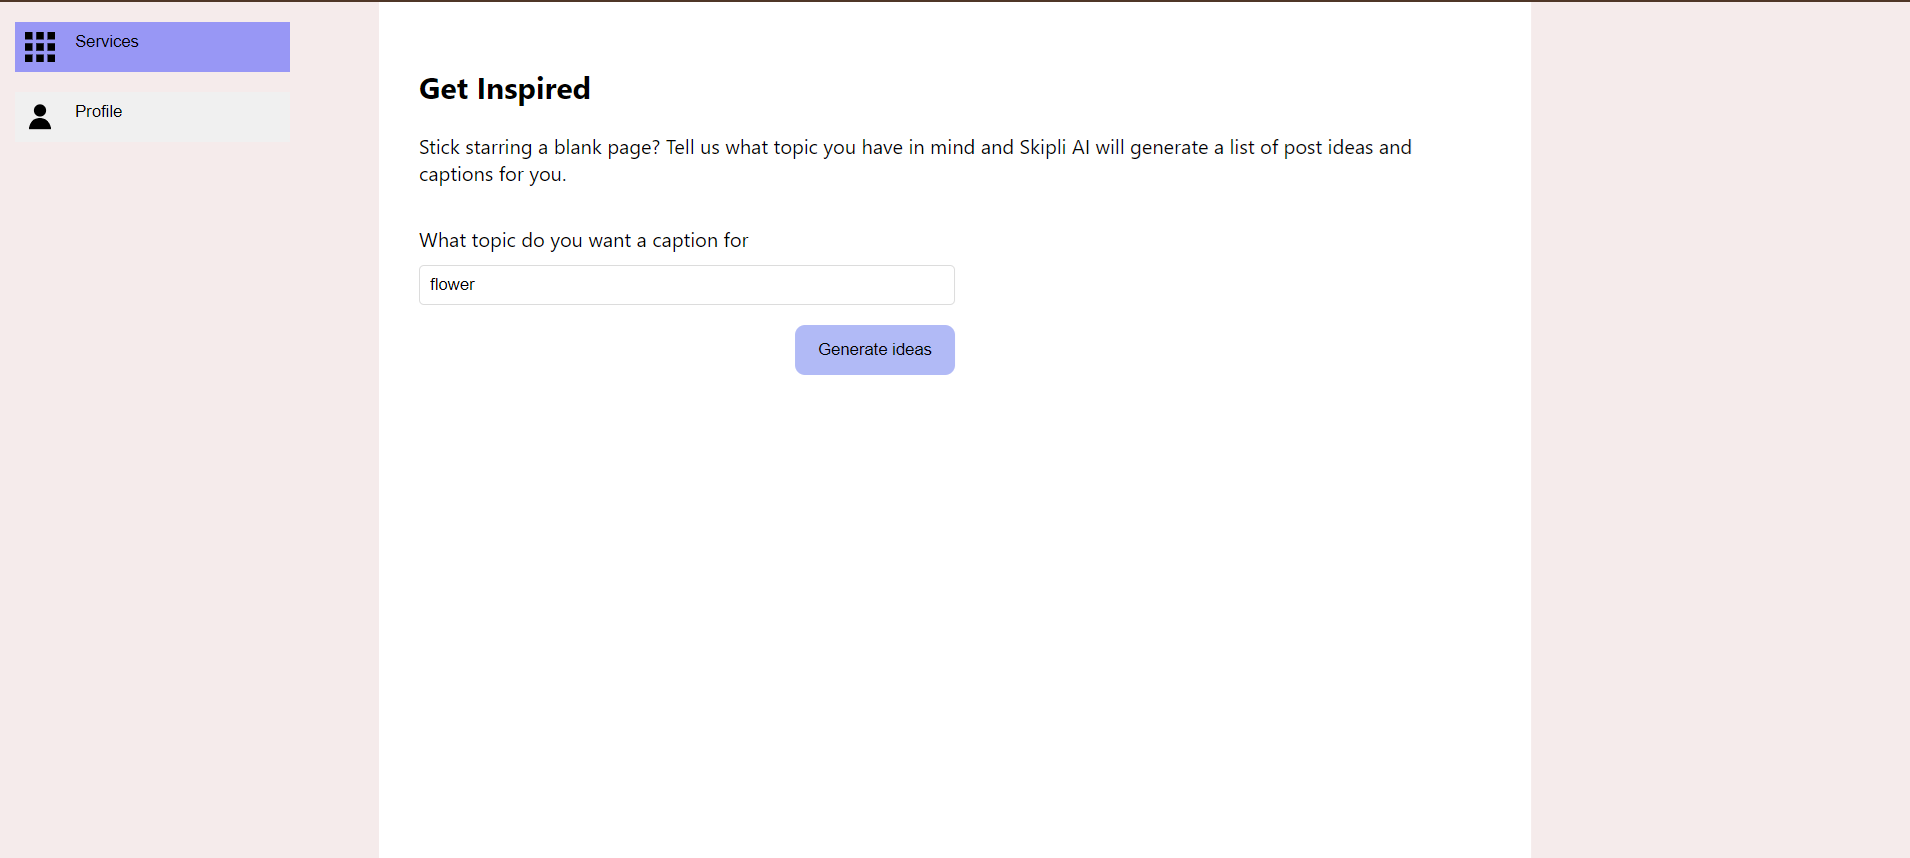 Services
Profile
Get Inspired
Stick starring a blank page? Tell us what topic you have in mind and Skipli AI will generate a list of post ideas and
captions for you.
What topic do you want a caption for
flower
Generate ideas